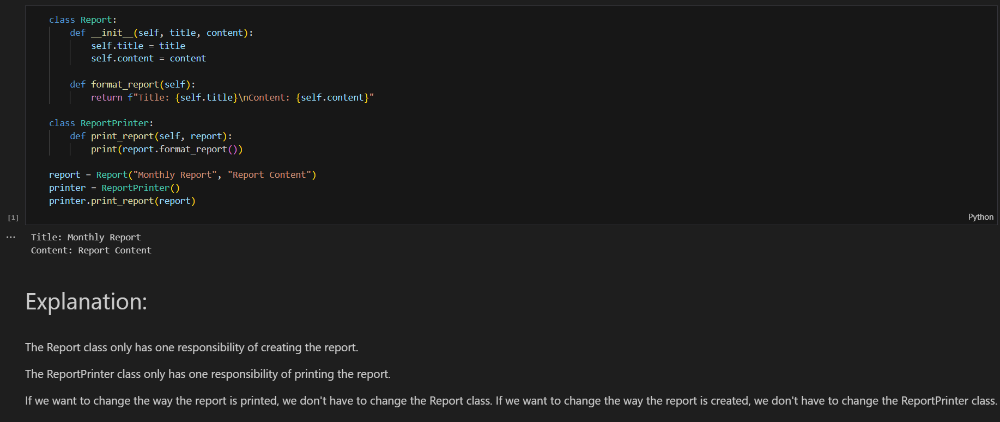 class Report:
    def __init__(self, title, content):
        self.title = title
        self.content = content

    def format_report(self):
        return f"Title: {self.title}\nContent: {self.content}"

class ReportPrinter:
    def print_report(self, report):
        print(report.format_report())

report = Report("Monthly Report", "Report Content")
printer = ReportPrinter()
printer.print_report(report)
[1]
Python
...
Title: Monthly Report
Content: Report Content
Explanation:
The Report class only has one responsibility of creating the report.
The ReportPrinter class only has one responsibility of printing the report.
If we want to change the way the report is printed, we don't have to change the Report class. If we want to change the way the report is created, we don't have to change the ReportPrinter class.